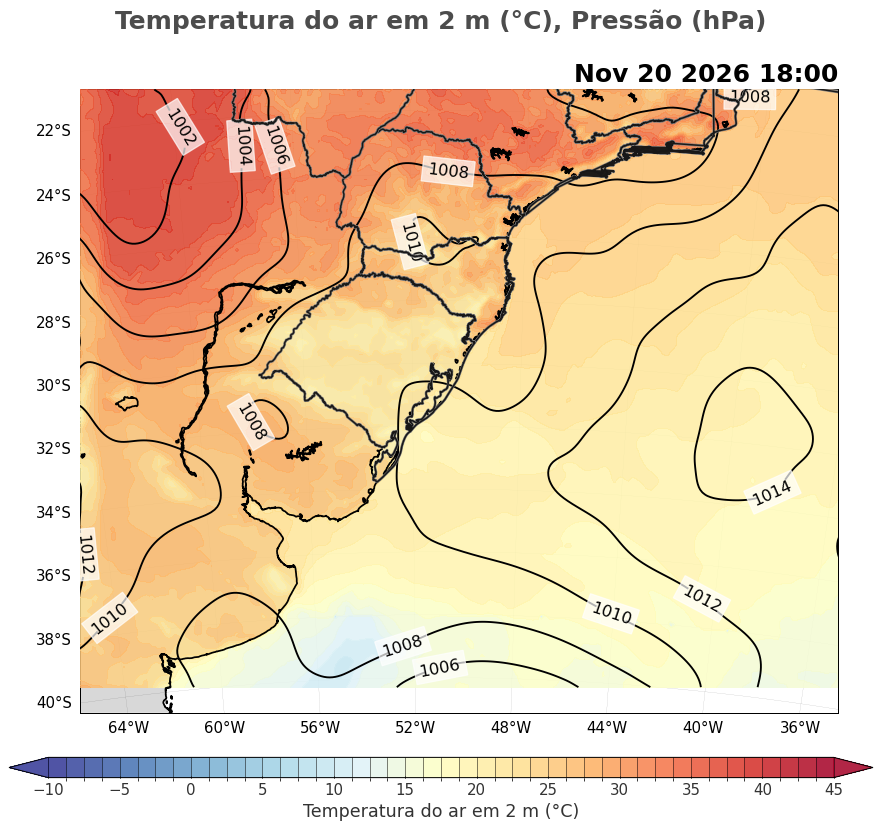 Temperatura do ar em 2 m (°C), Pressão (hPa)
Nov 20 2026 18:00
1008
1002
1004
1006
1008
1010
1008
1014
1012
1012
1010
1010
1008
1006
22°S
24°S
26°S
28°S
30°S
32°S
34°S
36°S
38°S
40°S
64°W 60°W 56°W 52°W 48°W 44°W 40°W 36°W
−10 −5 0 5 10 15 20 25 30 35 40 45
Temperatura do ar em 2 m (°C)